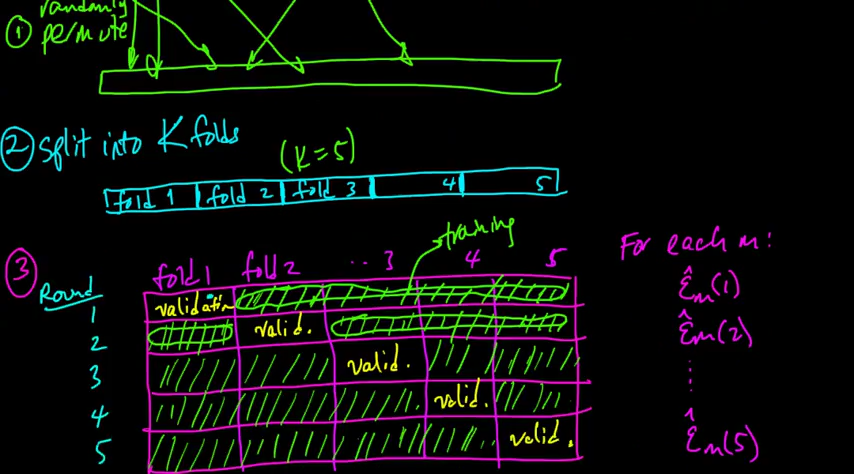 ① randomly
permute
② split into K folds
(K=5)
fold 1 fold 2 fold 3 4 5
③ training
fold 1 fold 2 .. 3 4 5
Round
1 validation
2 valid.
3 valid.
4 valid.
5 valid.
For each m:
Ê_m(1)
Ê_m(2)
⋮
Ê_m(5)